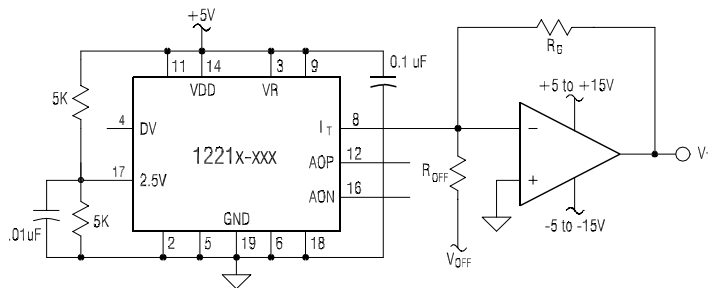 +5V
11 14 3 9
VDD VR
0.1 uF
R_G
5K
4 DV
I_T 8
+5 to +15V
1221x-xxx
17 2.5V
AOP 12
R_OFF
−
+
AON 16
5K
.01uF
GND
-5 to -15V
2 5 19 6 18
V_OFF